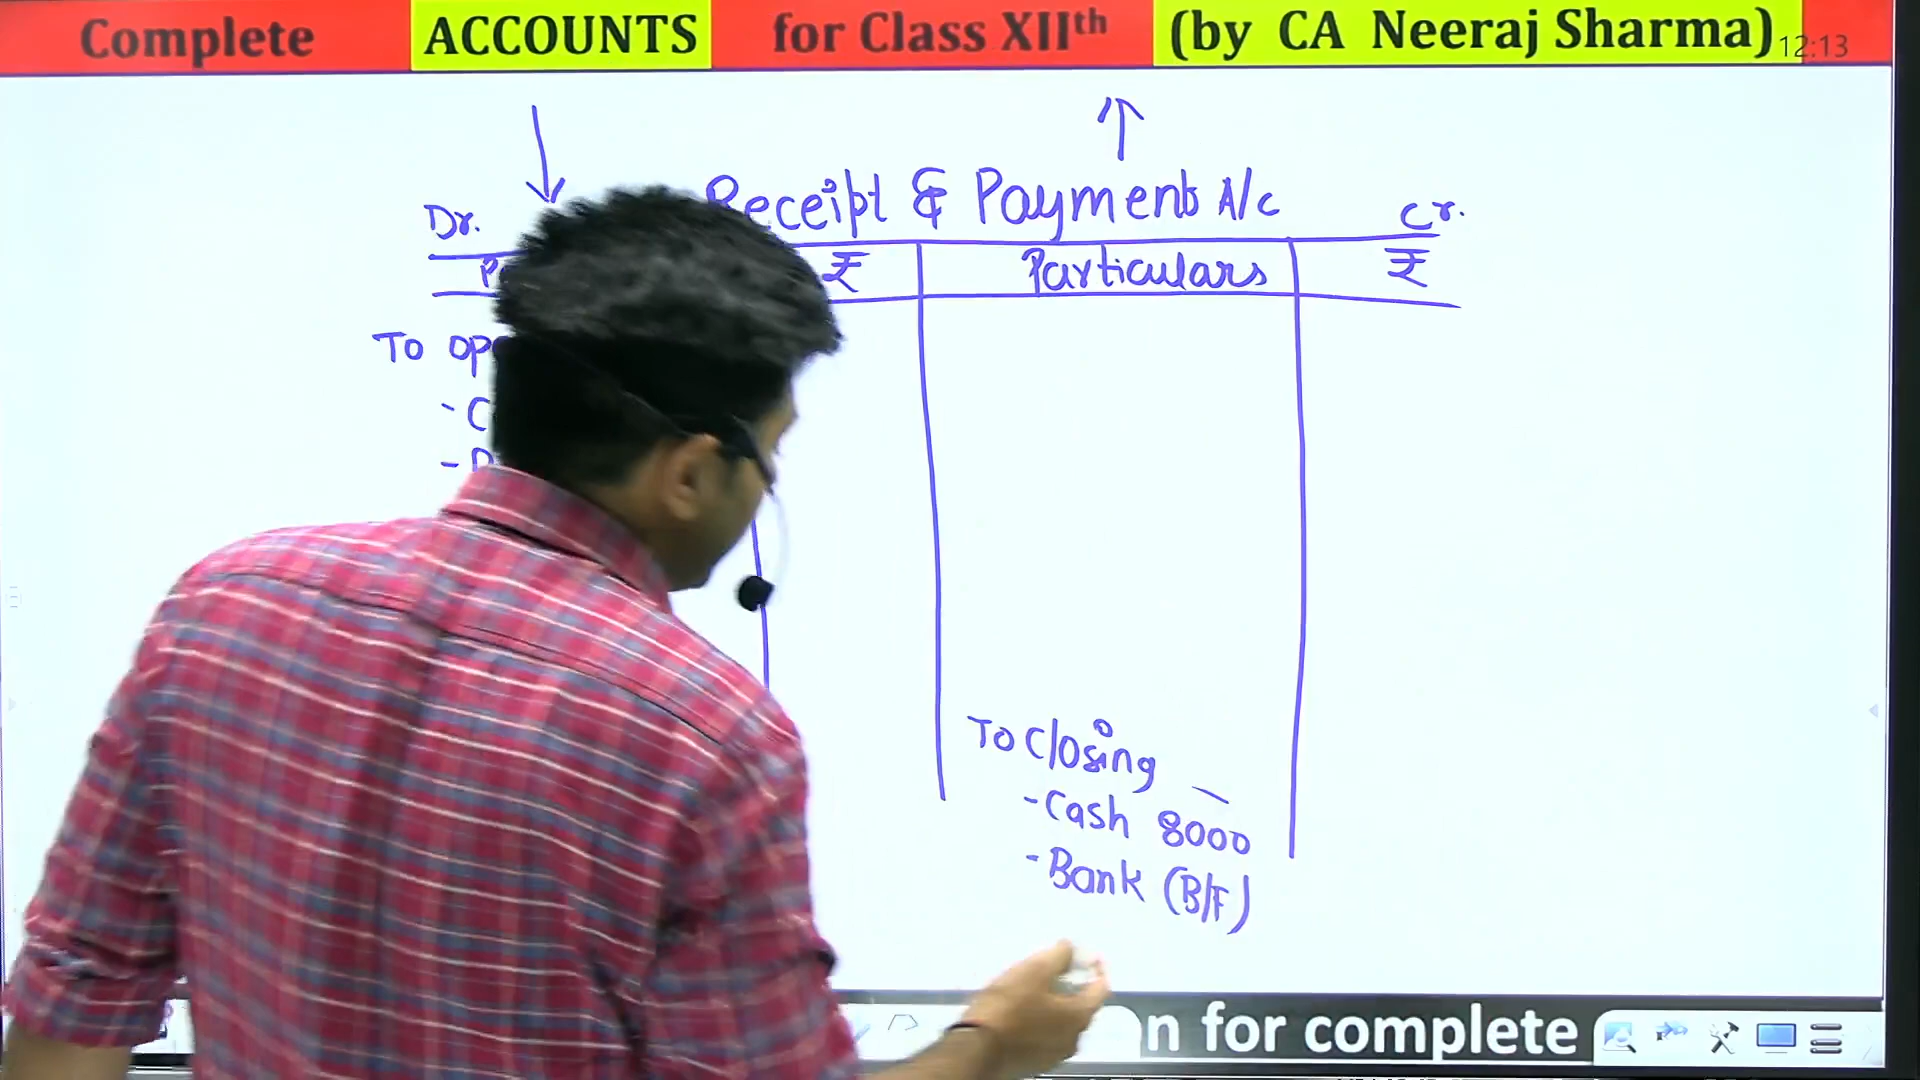 Complete ACCOUNTS for Class XIIth (by CA Neeraj Sharma)
12:13
Receipt & Payment A/c
Dr. Cr.
₹ Particulars ₹
To
To Closing
- Cash 8000
- Bank (B/F)
for complete